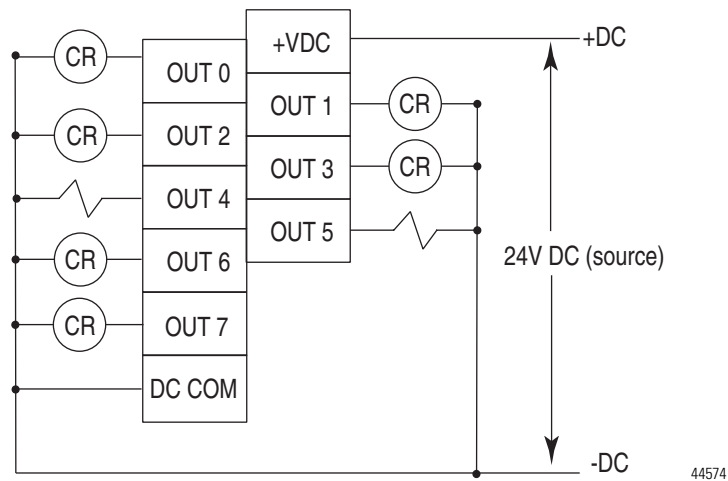 +VDC
+DC
CR
OUT 0
OUT 1
CR
CR
OUT 2
OUT 3
CR
OUT 4
OUT 5
24V DC (source)
CR
OUT 6
CR
OUT 7
DC COM
-DC
44574